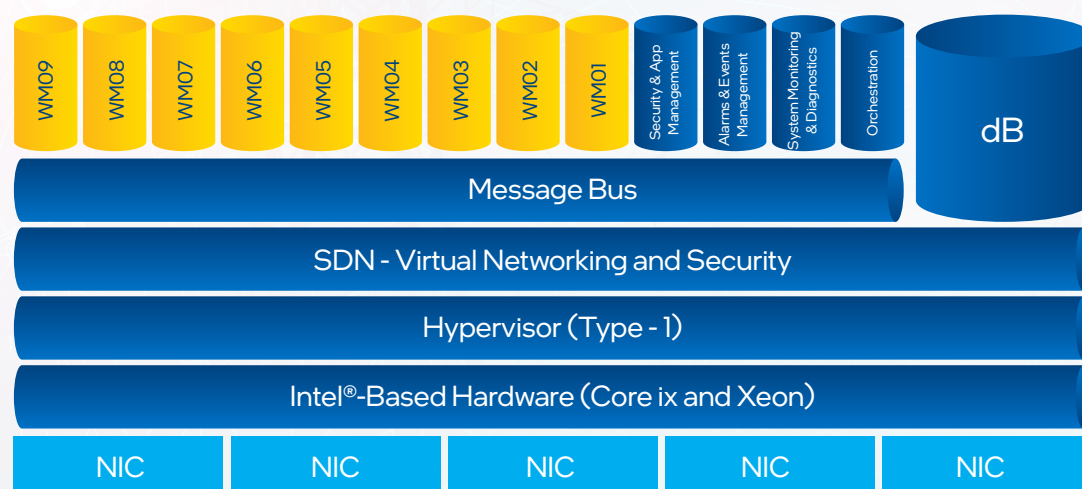 WM09
WM08
WM07
WM06
WM05
WM04
WM03
WM02
WM01
Security & App
Management
Alarms & Events
Management
System Monitoring
& Diagnostics
Orchestration
dB
Message Bus
SDN - Virtual Networking and Security
Hypervisor (Type - 1)
Intel®-Based Hardware (Core ix and Xeon)
NIC
NIC
NIC
NIC
NIC